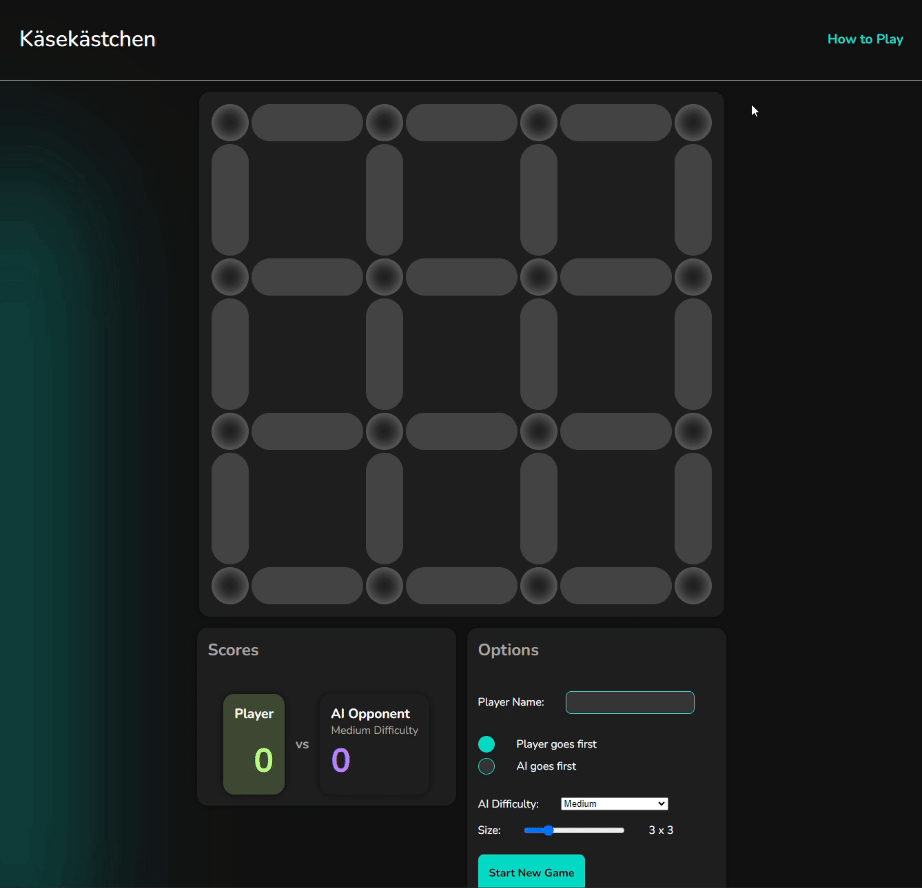 Käsekästchen
How to Play
Scores
Player
0
vs
AI Opponent
Medium Difficulty
0
Options
Player Name:
Player goes first
AI goes first
AI Difficulty: Medium
Size: 3 x 3
Start New Game